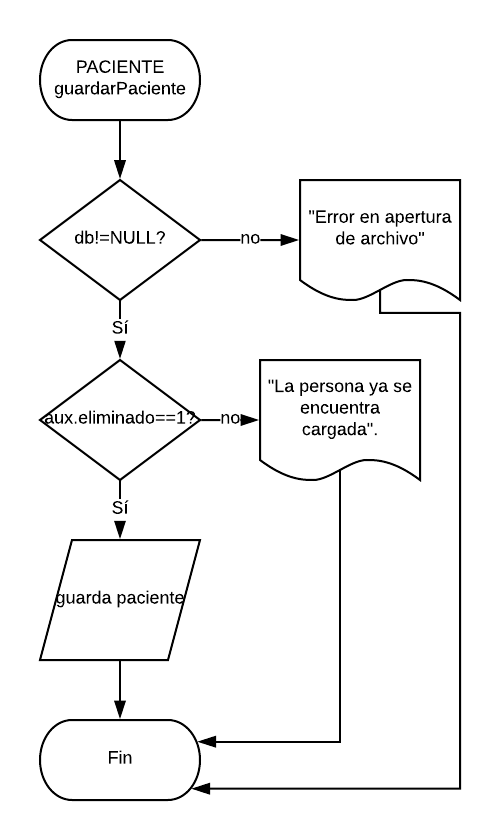 PACIENTE
guardarPaciente
db!=NULL?
no
"Error en apertura
de archivo"
Sí
aux.eliminado==1?
no
"La persona ya se
encuentra
cargada".
Sí
guarda paciente
Fin